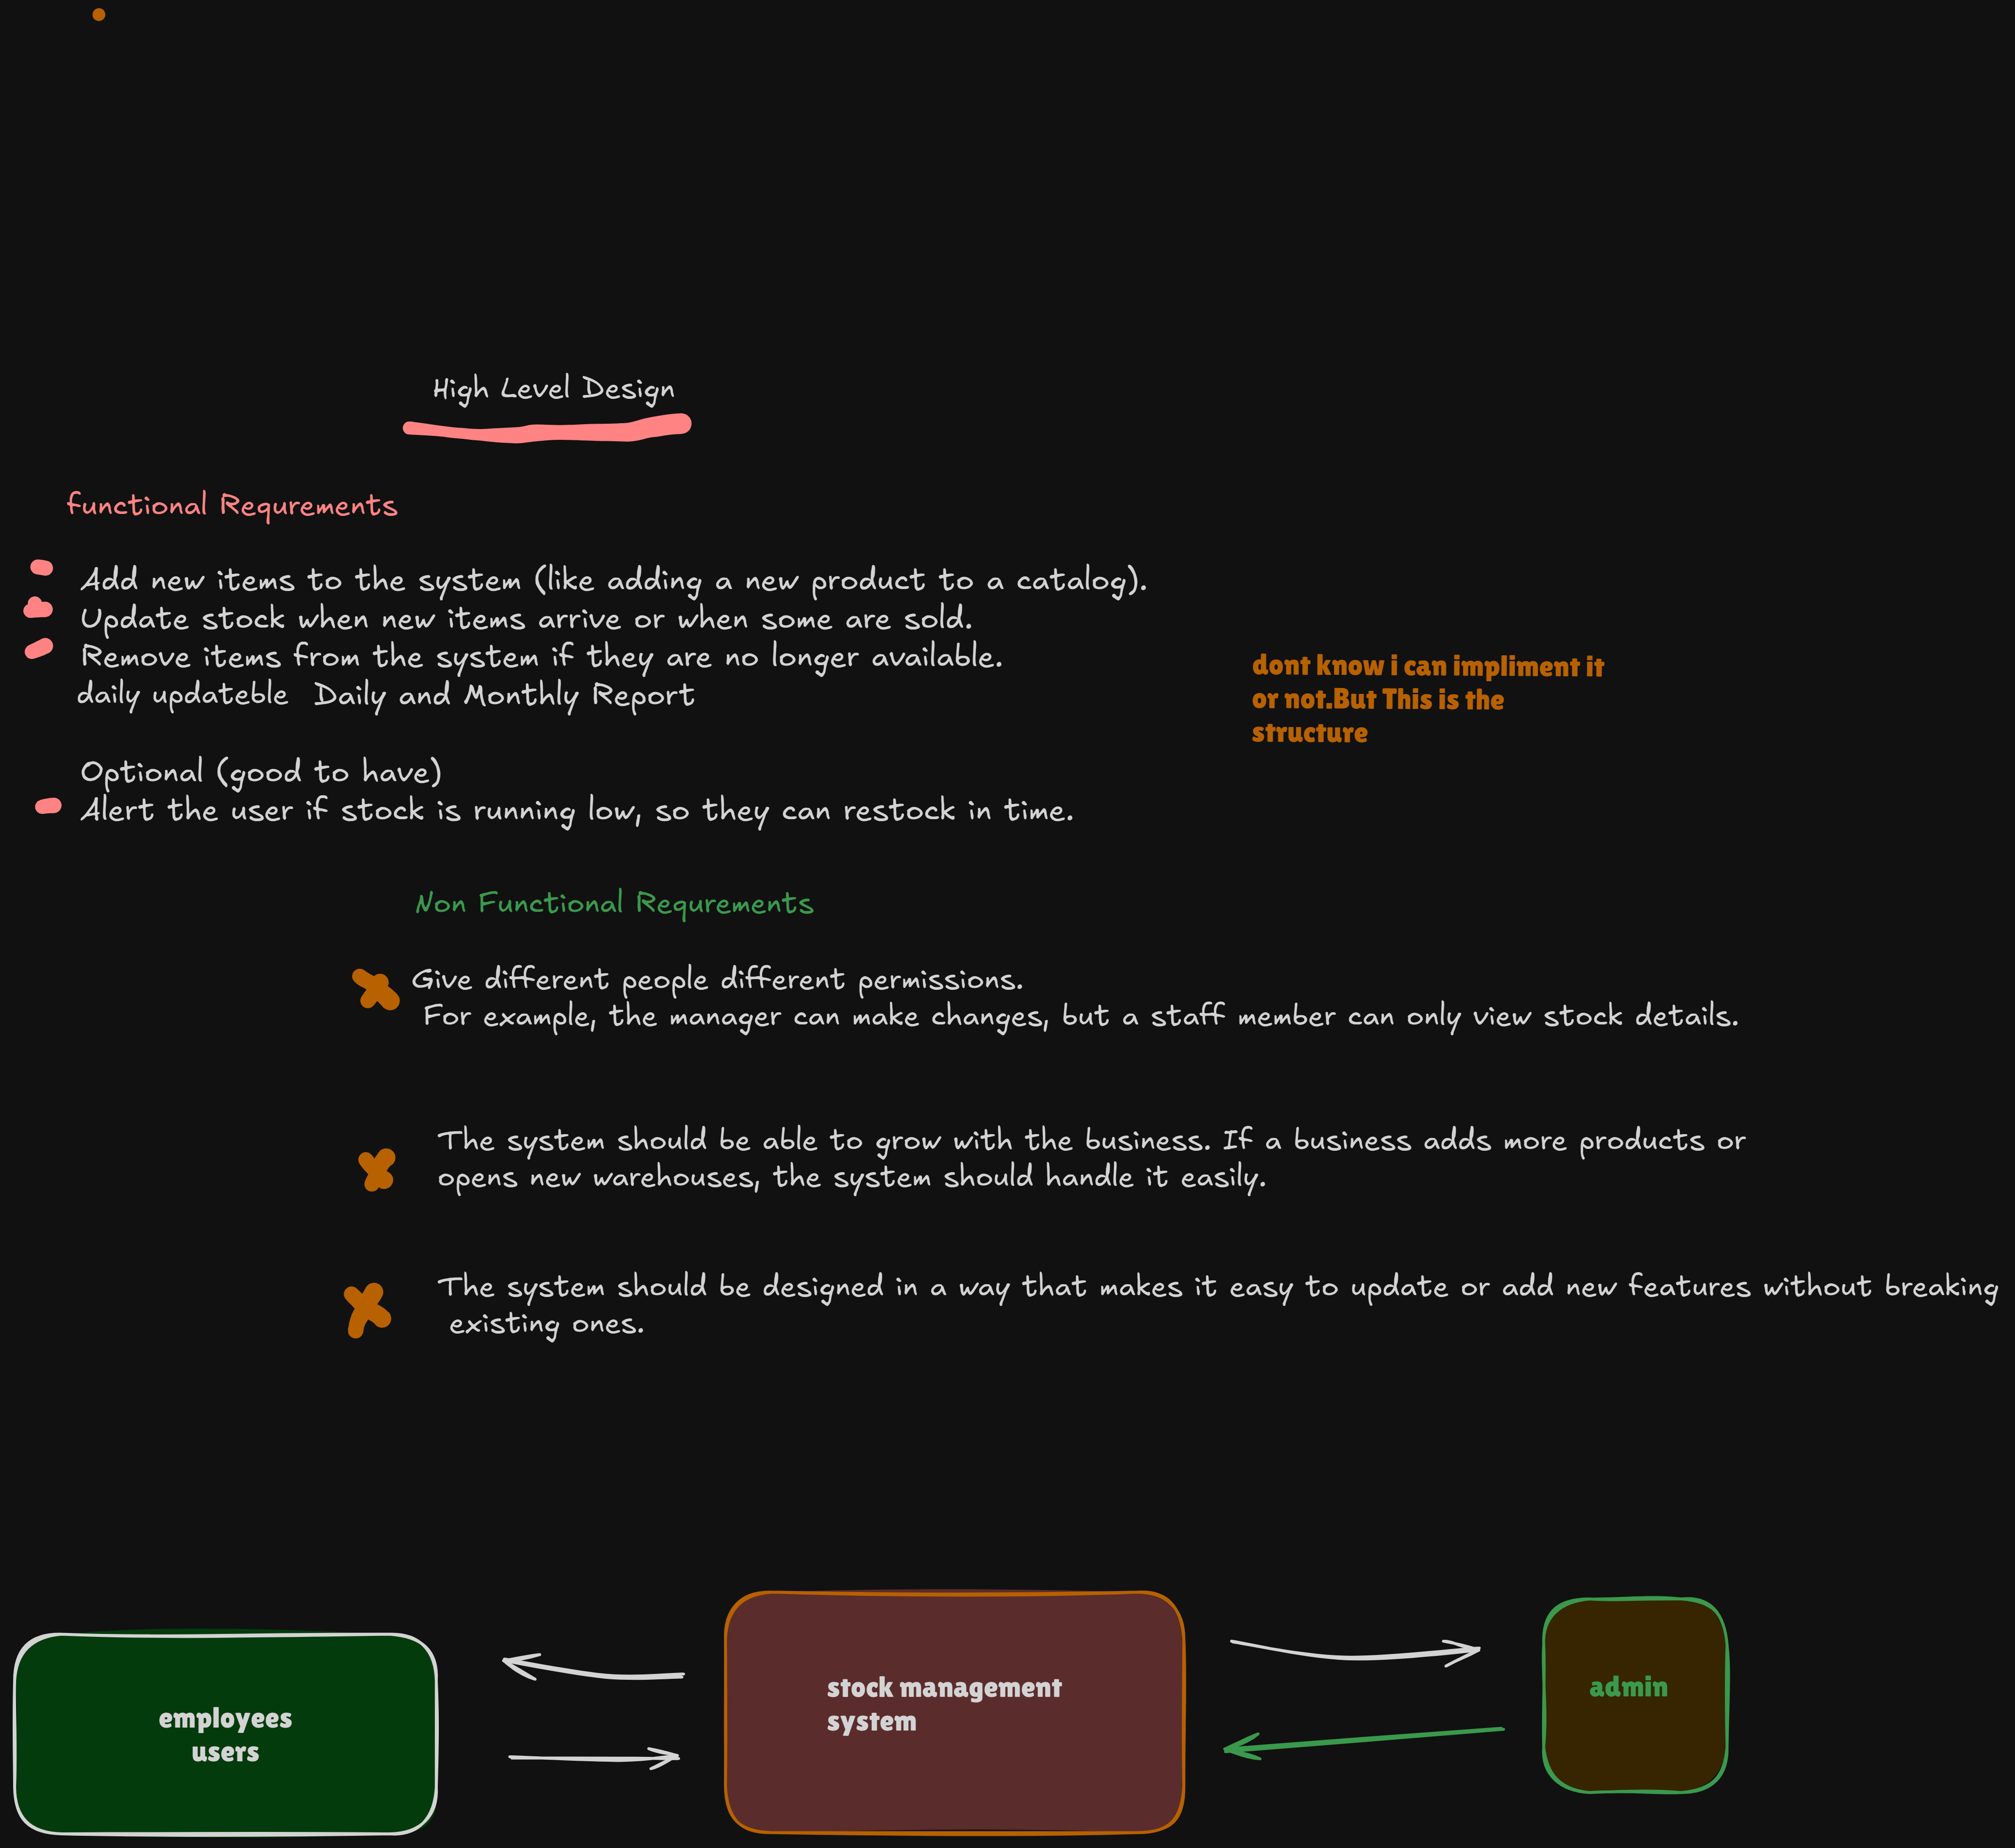 High Level Design
functional Requrements
Add new items to the system (like adding a new product to a catalog).
Update stock when new items arrive or when some are sold.
Remove items from the system if they are no longer available.
daily updateble  Daily and Monthly Report
dont know i can impliment it
or not.But This is the
structure
Optional (good to have)
Alert the user if stock is running low, so they can restock in time.
Non Functional Requrements
Give different people different permissions.
For example, the manager can make changes, but a staff member can only view stock details.
The system should be able to grow with the business. If a business adds more products or
opens new warehouses, the system should handle it easily.
The system should be designed in a way that makes it easy to update or add new features without breaking
existing ones.
employees
users
stock management
system
admin